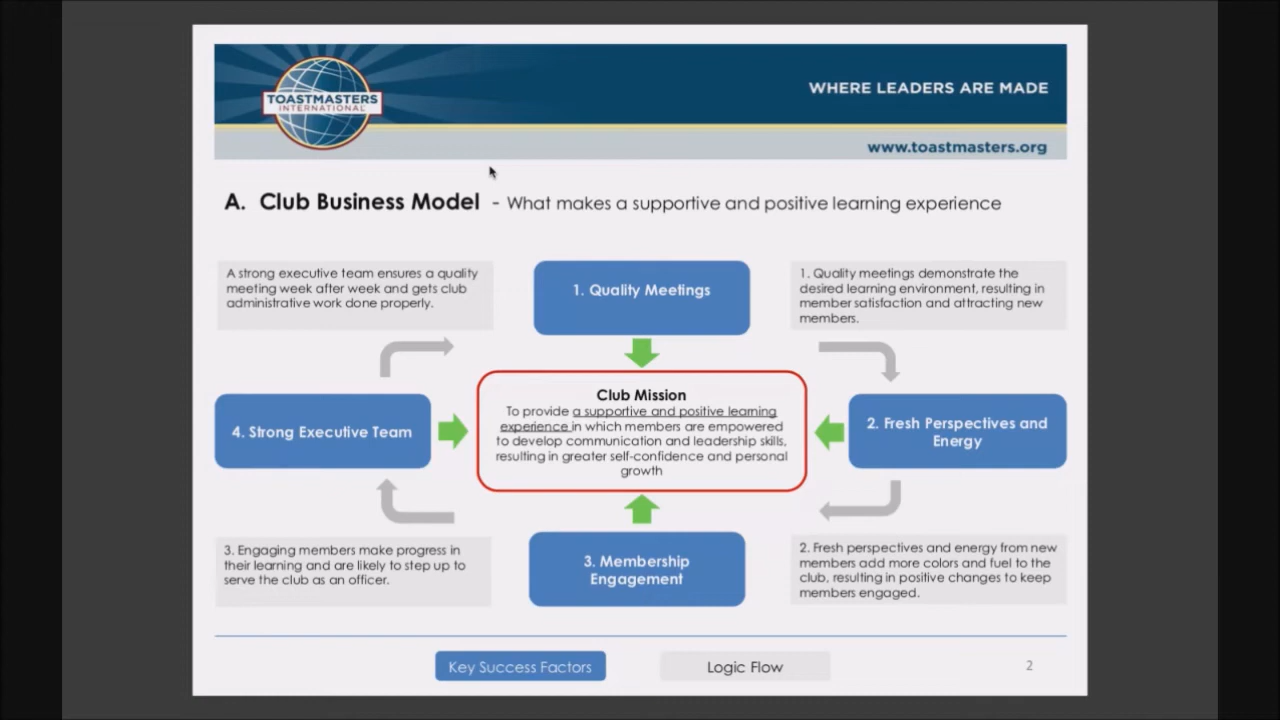 TOASTMASTERS
INTERNATIONAL
WHERE LEADERS ARE MADE
www.toastmasters.org
A. Club Business Model - What makes a supportive and positive learning experience
A strong executive team ensures a quality
meeting week after week and gets club
administrative work done properly.
1. Quality Meetings
1. Quality meetings demonstrate the
desired learning environment, resulting in
member satisfaction and attracting new
members.
4. Strong Executive Team
Club Mission
To provide a supportive and positive learning
experience in which members are empowered
to develop communication and leadership skills,
resulting in greater self-confidence and personal
growth
2. Fresh Perspectives and
Energy
3. Engaging members make progress in
their learning and are likely to step up to
serve the club as an officer.
3. Membership
Engagement
2. Fresh perspectives and energy from new
members add more colors and fuel to the
club, resulting in positive changes to keep
members engaged.
Key Success Factors
Logic Flow
2